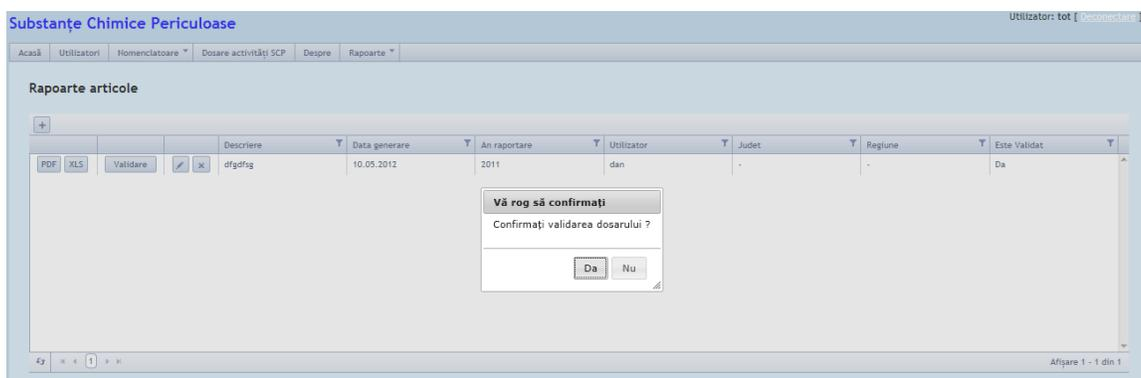 Utilizator: tot [ Deconectare ]
Substanțe Chimice Periculoase
Acasă Utilizatori Nomenclatoare Dosare activități SCP Despre Rapoarte
Rapoarte articole
+
Descriere Data generare An raportare Utilizator Judet Regiune Este Validat
PDF XLS Validare dfgdfsg 10.05.2012 2011 dan - - Da
Vă rog să confirmați
Confirmați validarea dosarului ?
Da Nu
1 Afișare 1 - 1 din 1